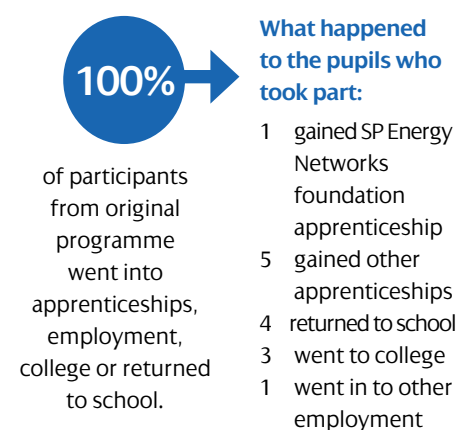 100%
of participants
from original
programme
went into
apprenticeships,
employment,
college or returned
to school.
What happened
to the pupils who
took part:
1 gained SP Energy
Networks
foundation
apprenticeship
5 gained other
apprenticeships
4 returned to school
3 went to college
1 went in to other
employment